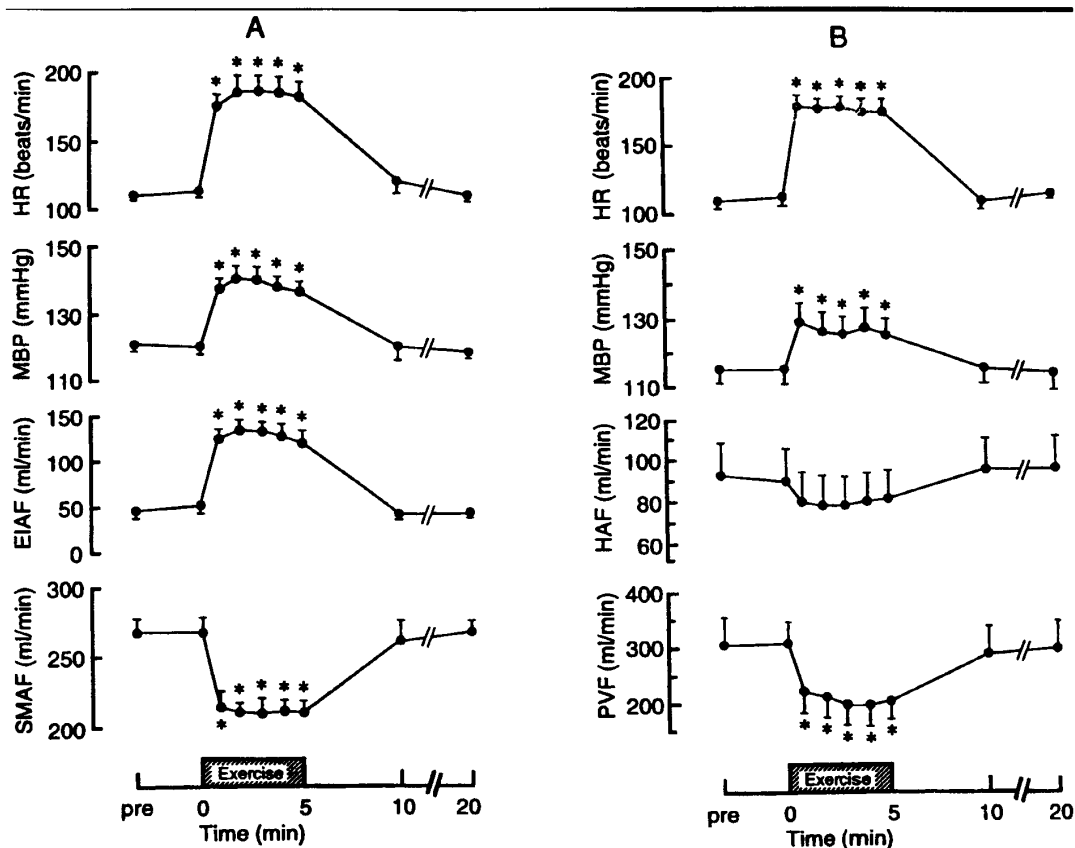 A
HR (beats/min)
200
150
100
* * * * *
MBP (mmHg)
150
130
110
* * * * *
EIAF (ml/min)
150
100
50
0
* * * * *
SMAF (ml/min)
300
250
200
* * * * *
Exercise
pre 0 5 10 20
Time (min)
B
HR (beats/min)
200
150
100
* * * * *
MBP (mmHg)
150
130
110
* * * * *
HAF (ml/min)
120
100
80
60
PVF (ml/min)
400
300
200
* * * * *
Exercise
pre 0 5 10 20
Time (min)